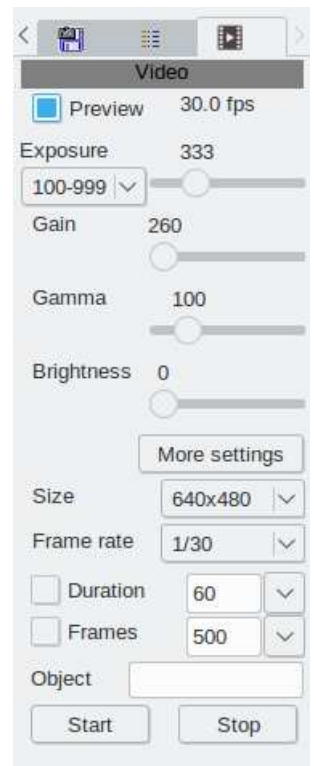 Video
Preview 30.0 fps
Exposure 333
100-999
Gain 260
Gamma 100
Brightness 0
More settings
Size 640x480
Frame rate 1/30
Duration 60
Frames 500
Object
Start Stop